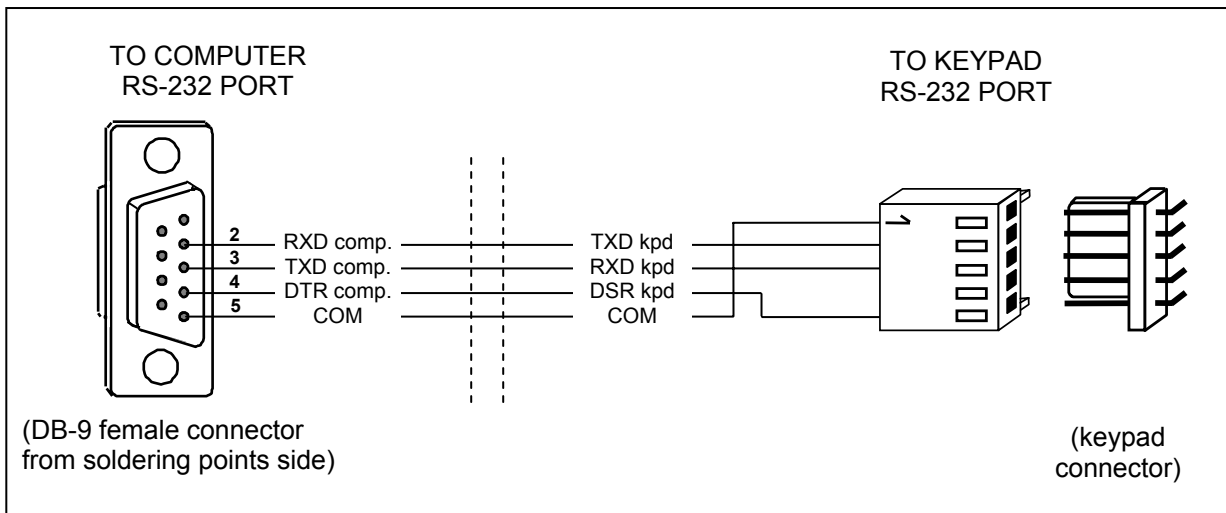 TO COMPUTER
RS-232 PORT
TO KEYPAD
RS-232 PORT
2 RXD comp. TXD kpd
3 TXD comp. RXD kpd
4 DTR comp. DSR kpd
5 COM COM
(DB-9 female connector
from soldering points side)
(keypad
connector)